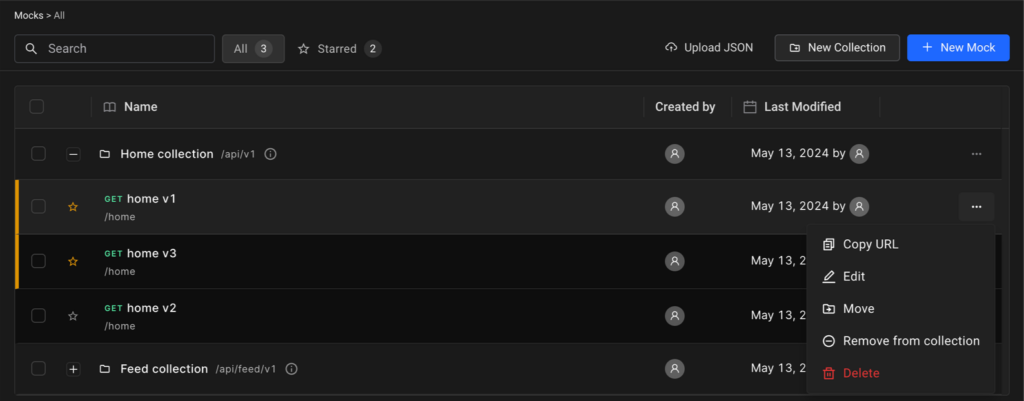 Mocks > All
Search
All 3
Starred 2
Upload JSON
New Collection
+ New Mock
Name
Created by
Last Modified
Home collection /api/v1
May 13, 2024 by
GET home v1
/home
May 13, 2024 by
Copy URL
GET home v3
/home
May 13, 2
Edit
Move
GET home v2
/home
May 13, 2
Remove from collection
Feed collection /api/feed/v1
May 13, 2
Delete